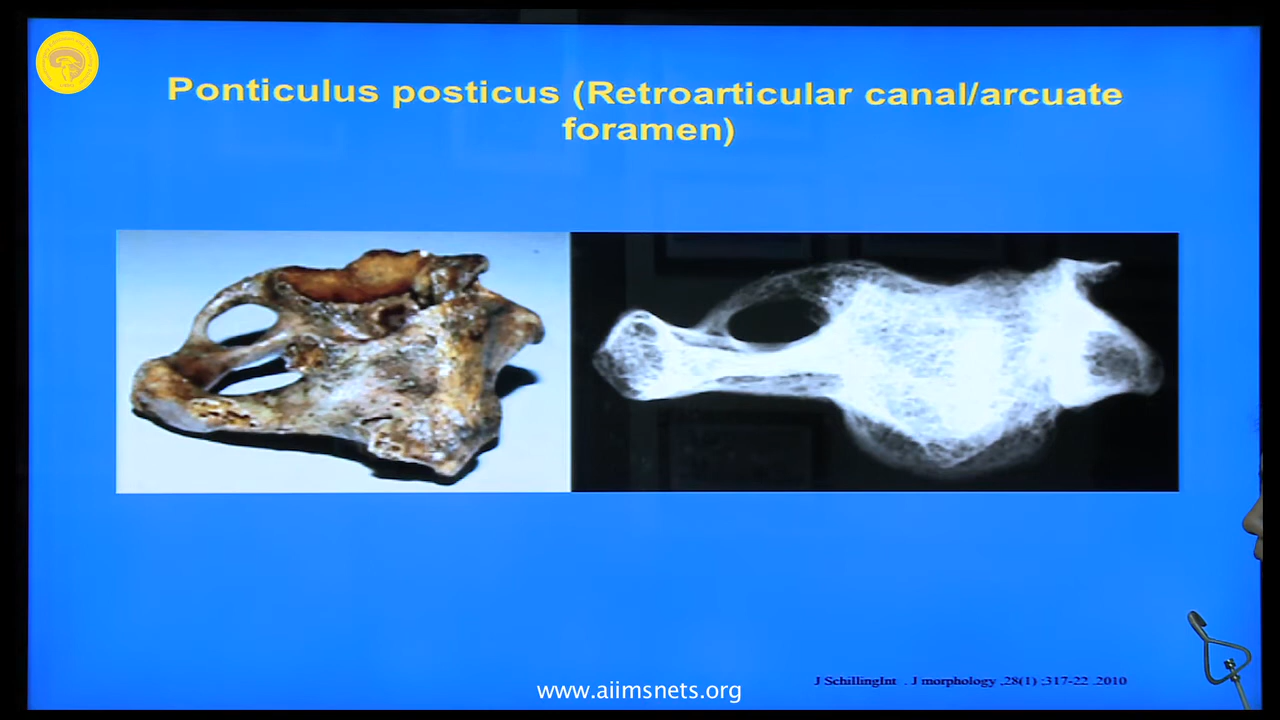 Ponticulus posticus (Retroarticular canal/arcuate
foramen)
J SchillingInt . J morphology ,28(1) ;317-22 .2010
www.aiimsnets.org